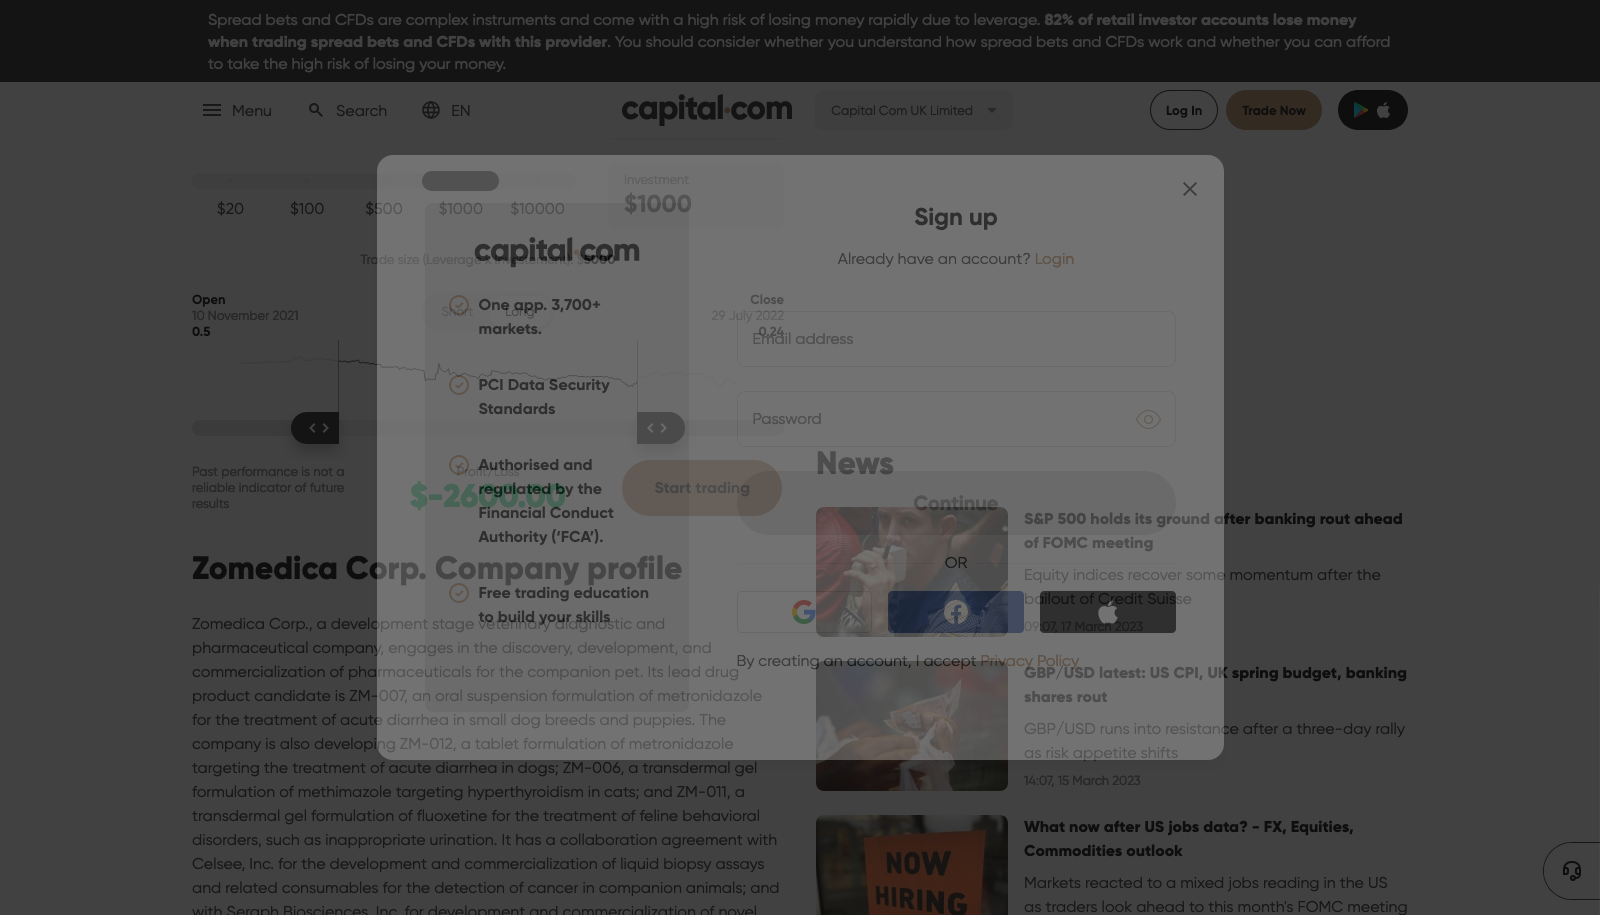 Spread bets and CFDs are complex instruments and come with a high risk of losing money rapidly due to leverage. 82% of retail investor accounts lose money
when trading spread bets and CFDs with this provider. You should consider whether you understand how spread bets and CFDs work and whether you can afford
to take the high risk of losing your money.
Menu
Search
EN
capital.com
Capital Com UK Limited
Log In
Trade Now
Investment
$1000
$20
$100
$500
$1000
$10000
Trade size (Leverage x Investement): $5000
Open
10 November 2021
0.5
Short
Long
Close
29 July 2022
0.24
Past performance is not a
reliable indicator of future
results
Profit/Loss
$-2600.00
Start trading
Zomedica Corp. Company profile
Zomedica Corp., a development stage veterinary diagnostic and
pharmaceutical company, engages in the discovery, development, and
commercialization of pharmaceuticals for the companion pet. Its lead drug
product candidate is ZM-007, an oral suspension formulation of metronidazole
for the treatment of acute diarrhea in small dog breeds and puppies. The
company is also developing ZM-012, a tablet formulation of metronidazole
targeting the treatment of acute diarrhea in dogs; ZM-006, a transdermal gel
formulation of methimazole targeting hyperthyroidism in cats; and ZM-011, a
transdermal gel formulation of fluoxetine for the treatment of feline behavioral
disorders, such as inappropriate urination. It has a collaboration agreement with
Celsee, Inc. for the development and commercialization of liquid biopsy assays
and related consumables for the detection of cancer in companion animals; and
with Seraph Biosciences, Inc. for development and commercialization of novel
capital.com
One app. 3,700+
markets.
PCI Data Security
Standards
Authorised and
regulated by the
Financial Conduct
Authority (‘FCA’).
Free trading education
to build your skills
Sign up
Already have an account? Login
Email address
Password
Continue
OR
By creating an account, I accept Privacy Policy
News
S&P 500 holds its ground after banking rout ahead
of FOMC meeting
Equity indices recover some momentum after the
bailout of Credit Suisse
09:07, 17 March 2023
GBP/USD latest: US CPI, UK spring budget, banking
shares rout
GBP/USD runs into resistance after a three-day rally
as risk appetite shifts
14:07, 15 March 2023
NOW
HIRING
What now after US jobs data? - FX, Equities,
Commodities outlook
Markets reacted to a mixed jobs reading in the US
as traders look ahead to this month's FOMC meeting